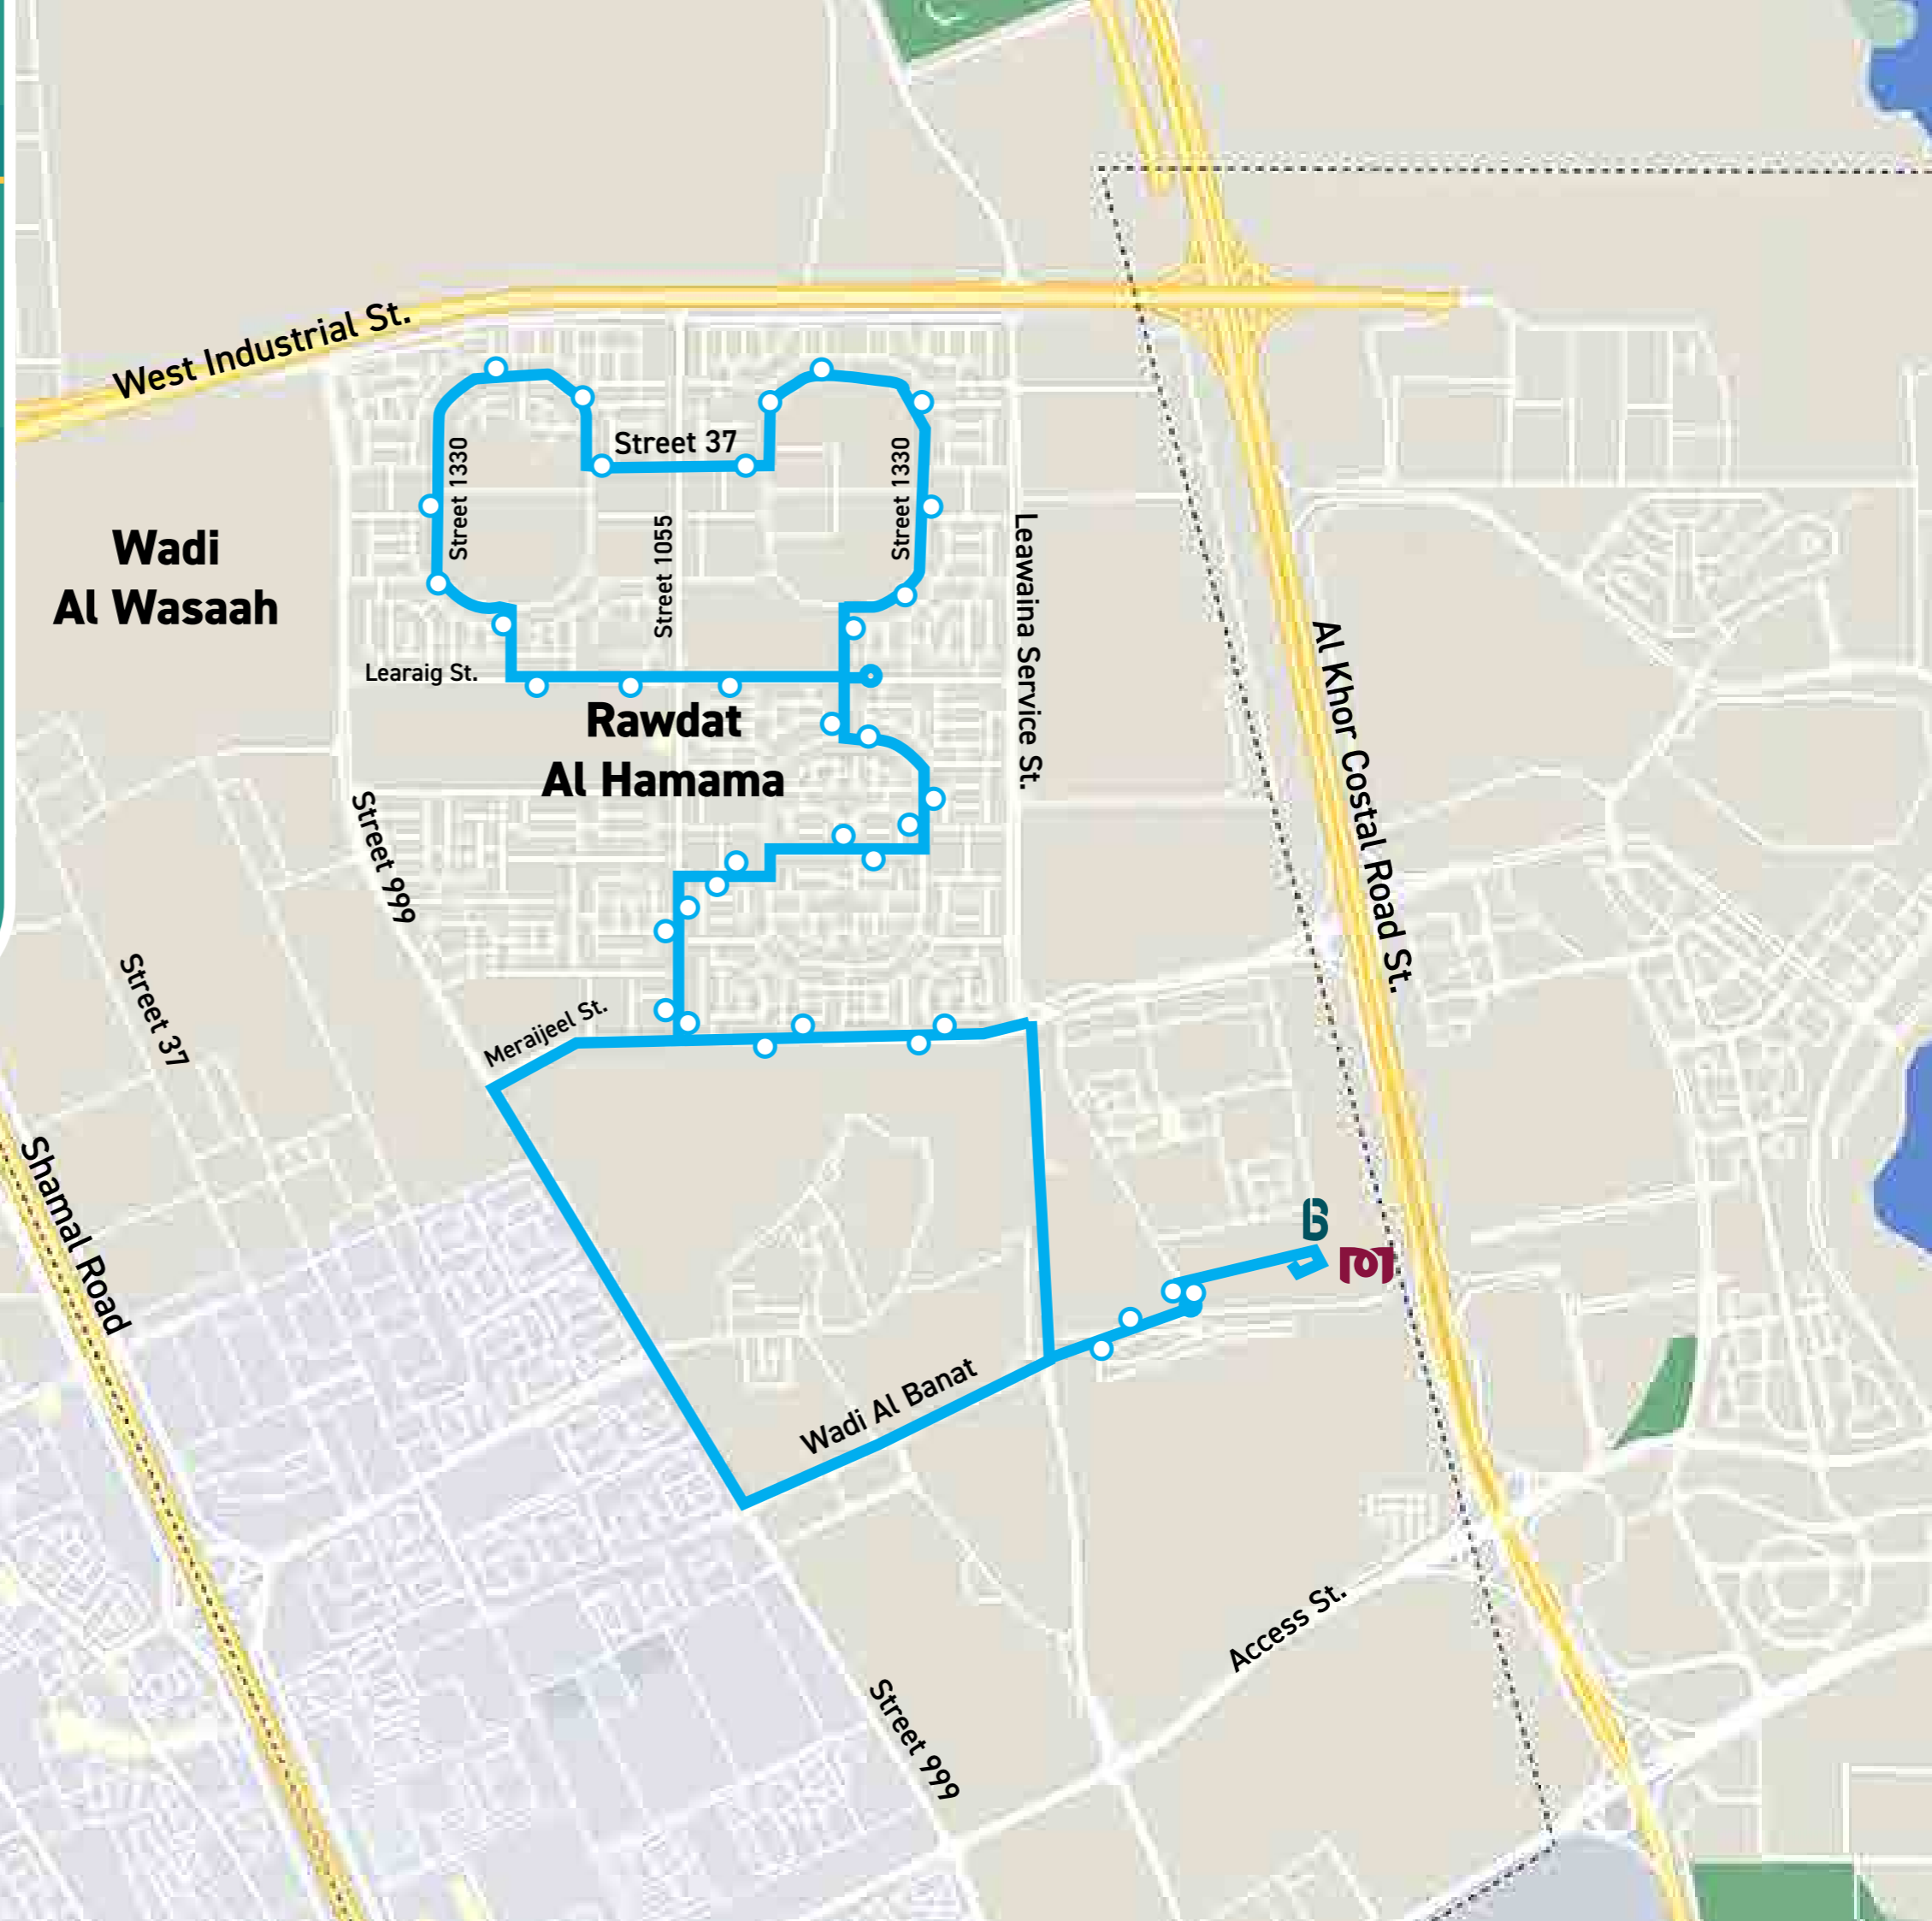 West Industrial St.
Street 37
Street 1330
Street 1330
Street 1055
Wadi
Al Wasaah
Leawaina Service St.
Learaig St.
Al Khor Costal Road St.
Rawdat
Al Hamama
Street 999
Street 37
Meraijeel St.
Shamal Road
Wadi Al Banat
Access St.
Street 999